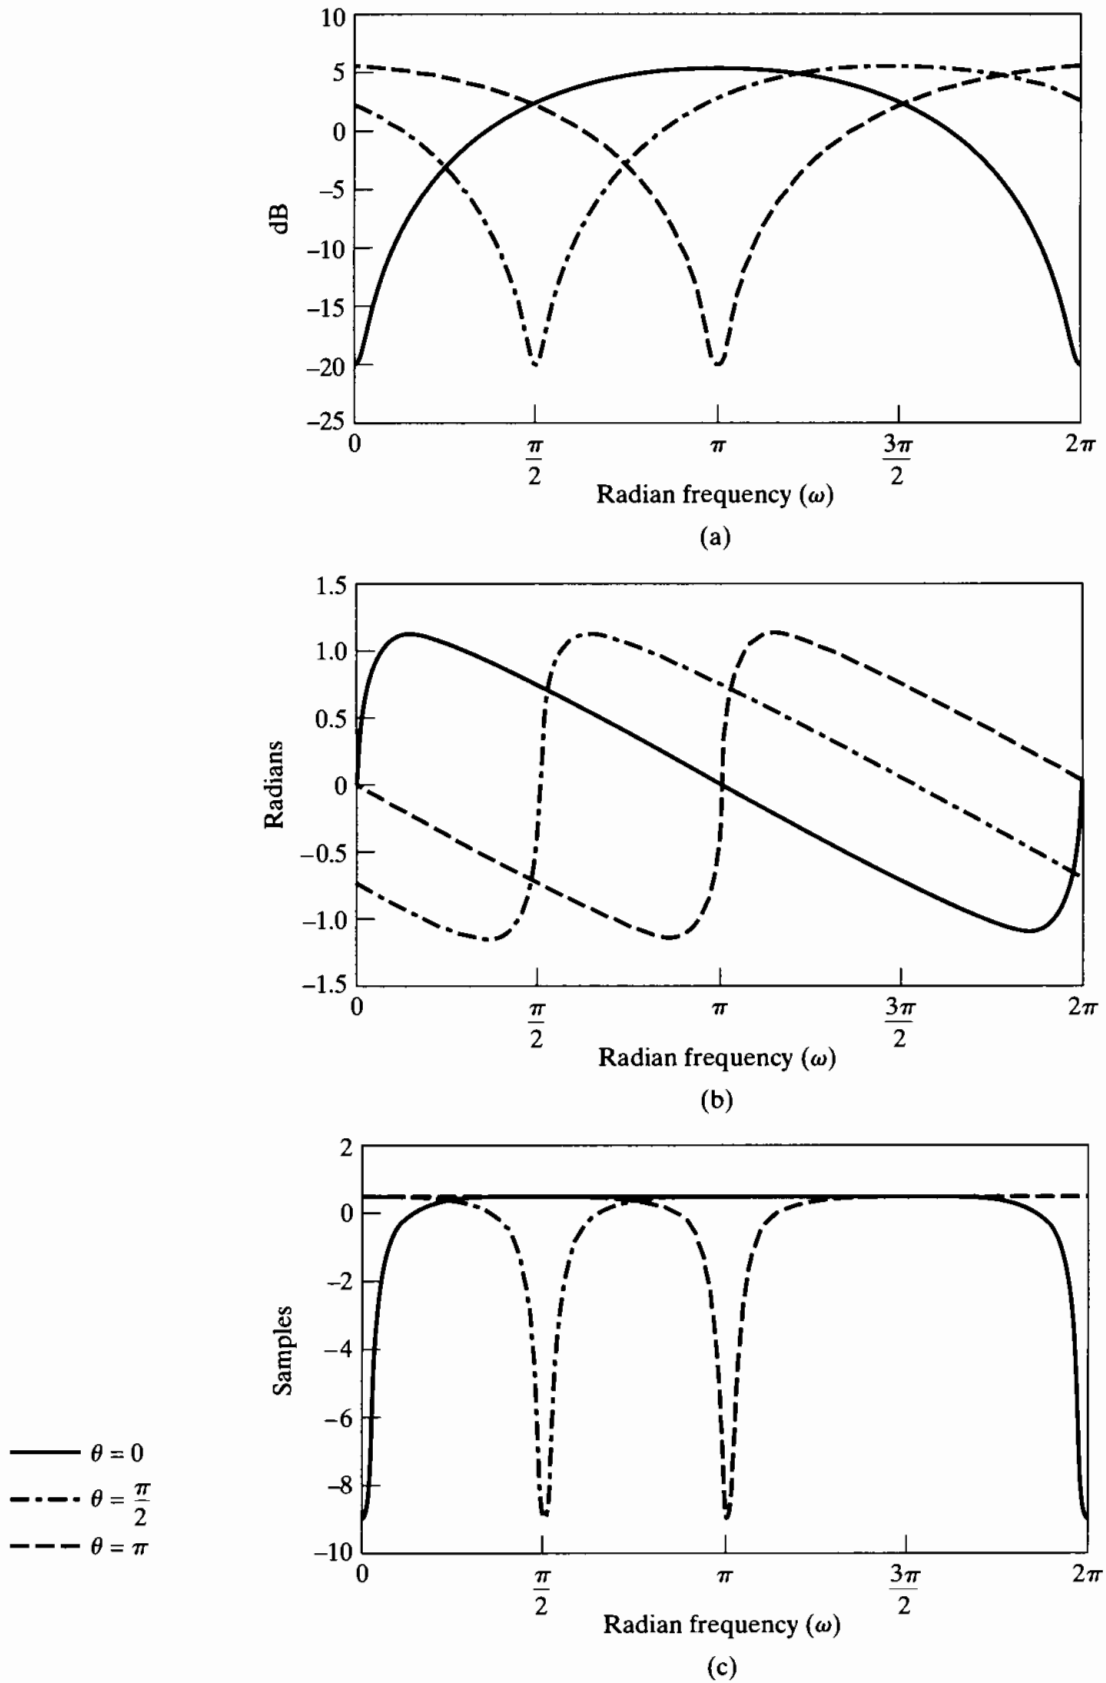 10
5
0
−5
−10
−15
−20
−25
dB
0
π/2
π
3π/2
2π
Radian frequency (ω)
(a)
1.5
1.0
0.5
0
−0.5
−1.0
−1.5
Radians
0
π/2
π
3π/2
2π
Radian frequency (ω)
(b)
2
0
−2
−4
−6
−8
−10
Samples
0
π/2
π
3π/2
2π
Radian frequency (ω)
(c)
θ = 0
θ = π/2
θ = π